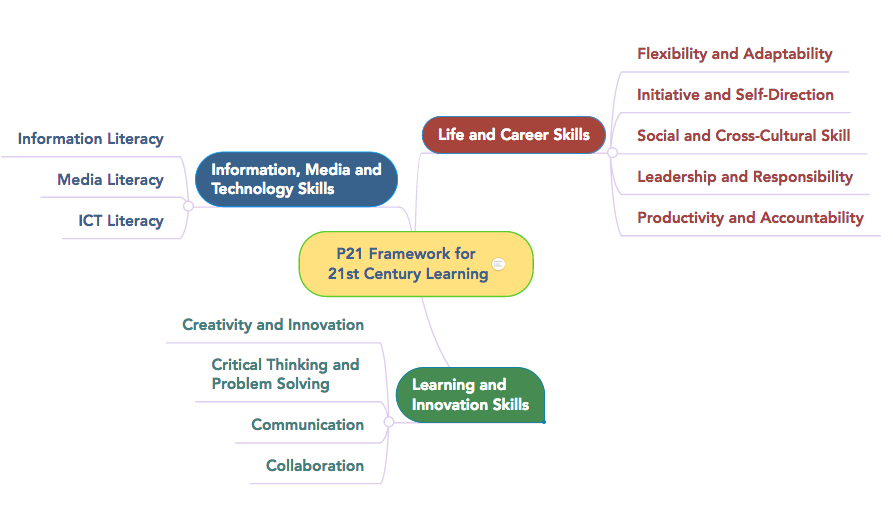 P21 Framework for
21st Century Learning
Life and Career Skills
Flexibility and Adaptability
Initiative and Self-Direction
Social and Cross-Cultural Skill
Leadership and Responsibility
Productivity and Accountability
Information, Media and
Technology Skills
Information Literacy
Media Literacy
ICT Literacy
Learning and
Innovation Skills
Creativity and Innovation
Critical Thinking and
Problem Solving
Communication
Collaboration